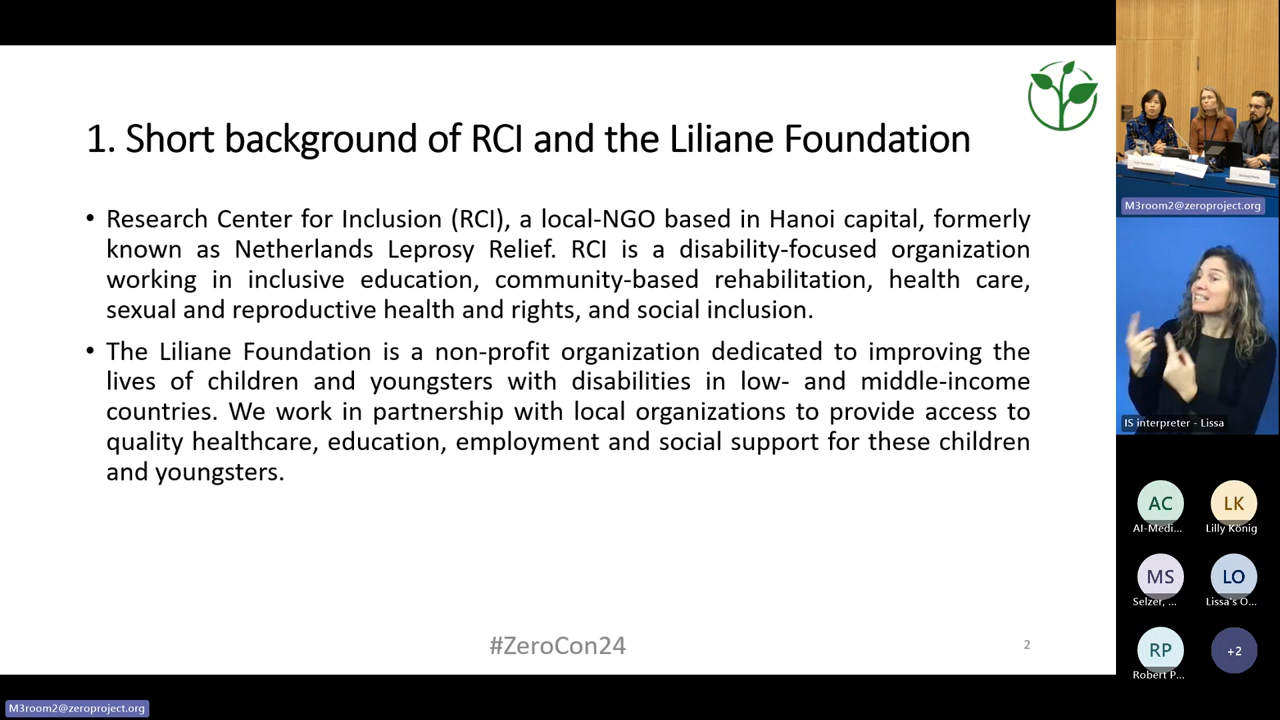 1. Short background of RCI and the Liliane Foundation
• Research Center for Inclusion (RCI), a local-NGO based in Hanoi capital, formerly
known as Netherlands Leprosy Relief. RCI is a disability-focused organization
working in inclusive education, community-based rehabilitation, health care,
sexual and reproductive health and rights, and social inclusion.
• The Liliane Foundation is a non-profit organization dedicated to improving the
lives of children and youngsters with disabilities in low- and middle-income
countries. We work in partnership with local organizations to provide access to
quality healthcare, education, employment and social support for these children
and youngsters.
#ZeroCon24
2
M3room2@zeroproject.org
IS interpreter - Lissa
AC
AI-Medi...
LK
Lilly König
MS
Selzer, ...
LO
Lissa's O...
RP
Robert P...
+2
M3room2@zeroproject.org